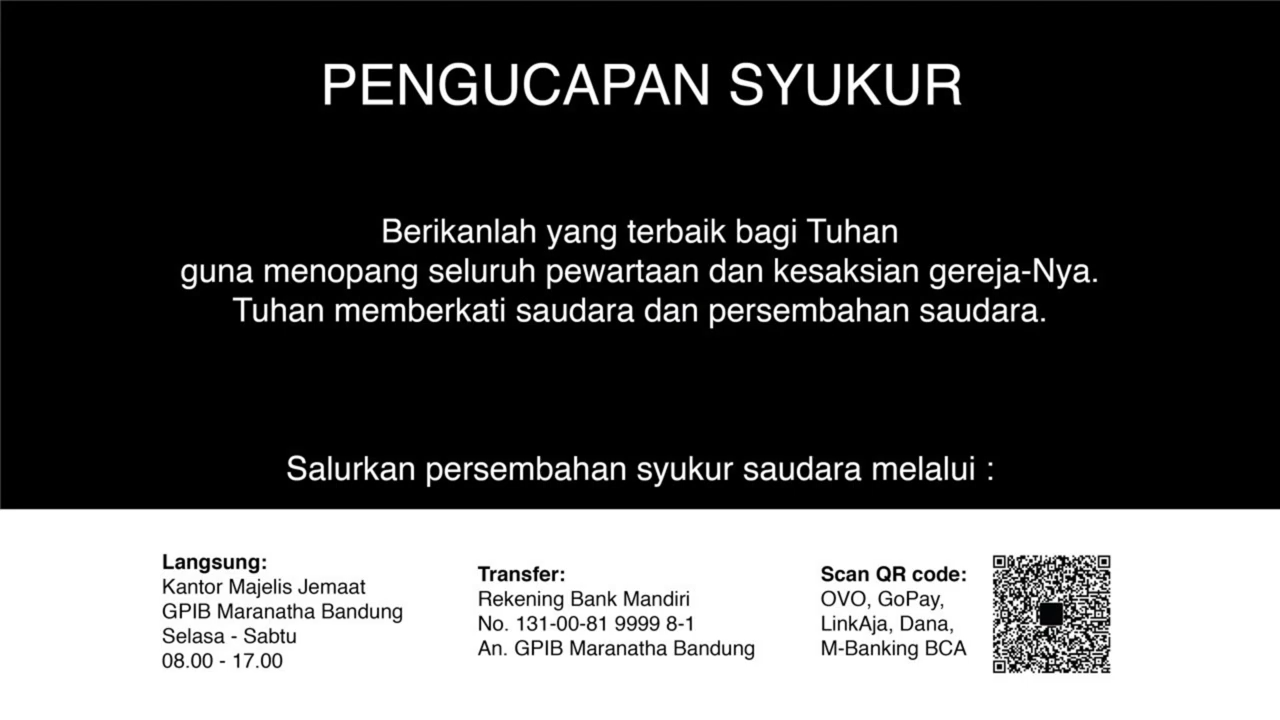 PENGUCAPAN SYUKUR
Berikanlah yang terbaik bagi Tuhan
guna menopang seluruh pewartaan dan kesaksian gereja-Nya.
Tuhan memberkati saudara dan persembahan saudara.
Salurkan persembahan syukur saudara melalui :
Langsung:
Kantor Majelis Jemaat
GPIB Maranatha Bandung
Selasa - Sabtu
08.00 - 17.00
Transfer:
Rekening Bank Mandiri
No. 131-00-81 9999 8-1
An. GPIB Maranatha Bandung
Scan QR code:
OVO, GoPay,
LinkAja, Dana,
M-Banking BCA